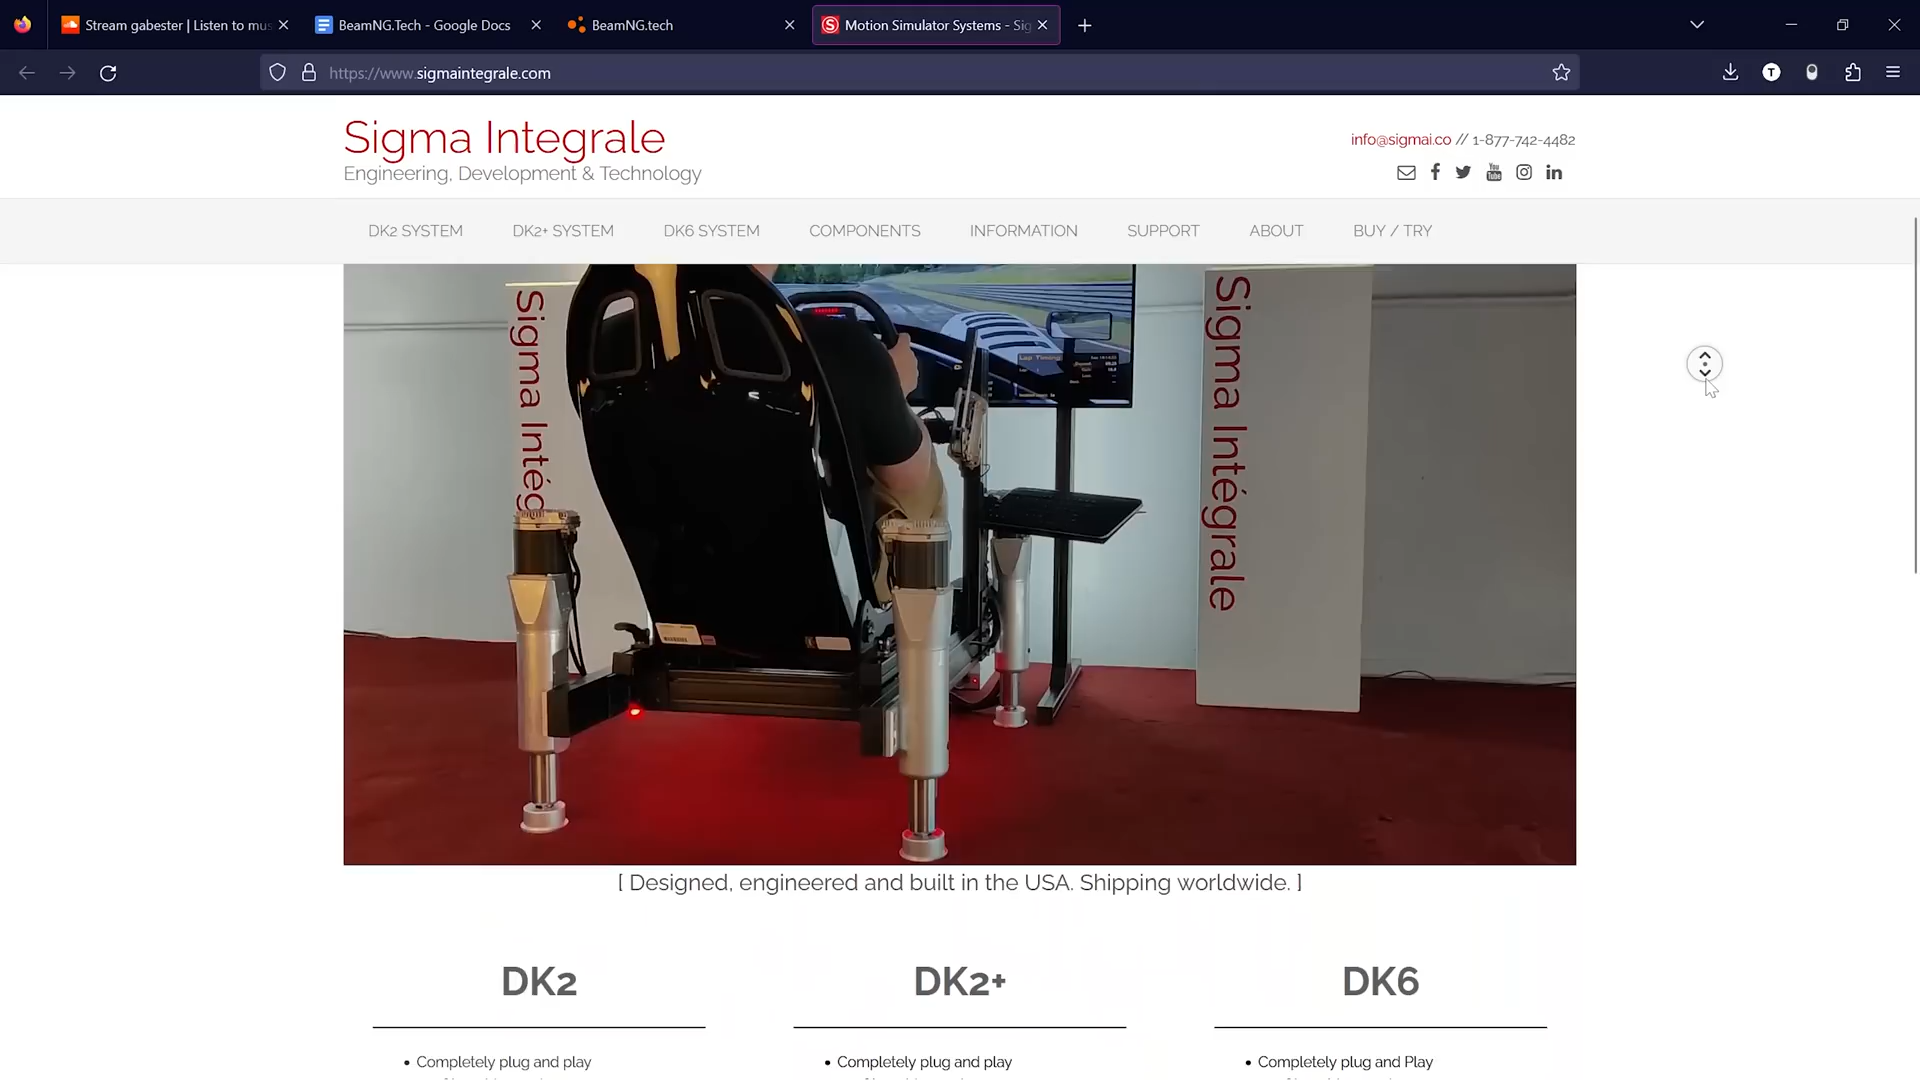 Stream gabester | Listen to mus
BeamNG.Tech - Google Docs
BeamNG.tech
Motion Simulator Systems - Sig
https://www.sigmaintegrale.com
Sigma Integrale
Engineering, Development & Technology
info@sigmai.co // 1-877-742-4482
DK2 SYSTEM
DK2+ SYSTEM
DK6 SYSTEM
COMPONENTS
INFORMATION
SUPPORT
ABOUT
BUY / TRY
Sigma Intég
Lap Timing
Sigma Intégrale
[ Designed, engineered and built in the USA. Shipping worldwide. ]
DK2
DK2+
DK6
• Completely plug and play
• Completely plug and play
• Completely plug and Play